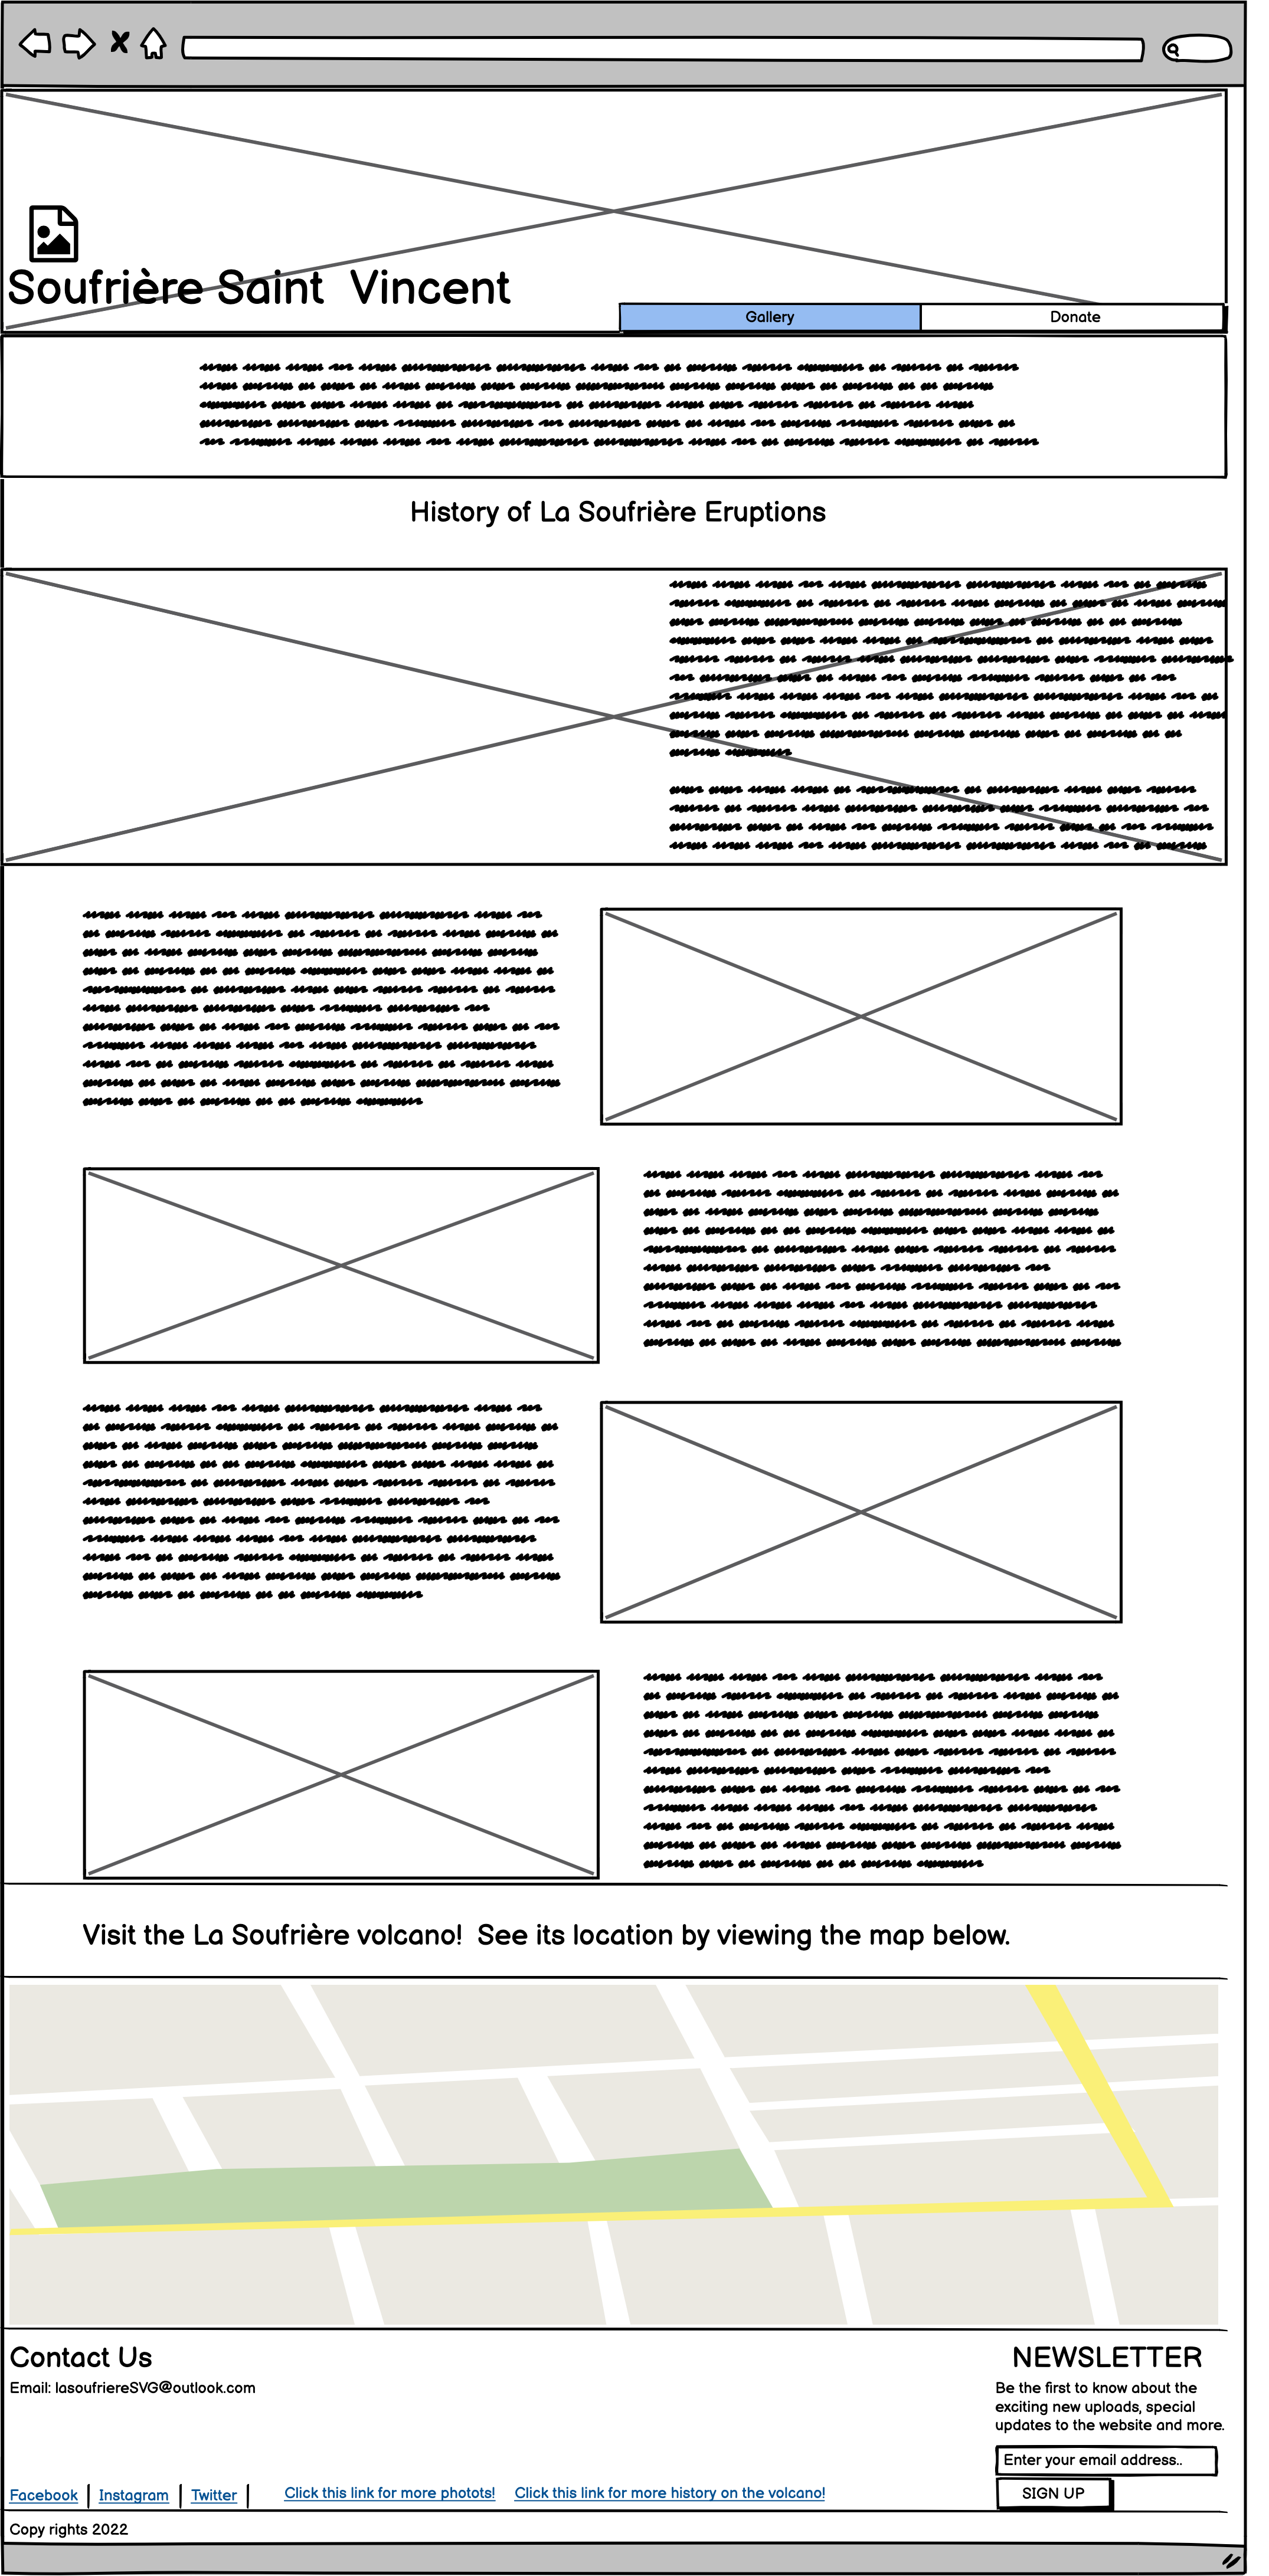 Soufrière Saint Vincent
Gallery
Donate
History of La Soufrière Eruptions
Visit the La Soufrière volcano! See its location by viewing the map below.
Contact Us
Email: lasoufriereSVG@outlook.com
NEWSLETTER
Be the first to know about the
exciting new uploads, special
updates to the website and more.
Enter your email address..
SIGN UP
Facebook
Instagram
Twitter
Click this link for more photots!
Click this link for more history on the volcano!
Copy rights 2022